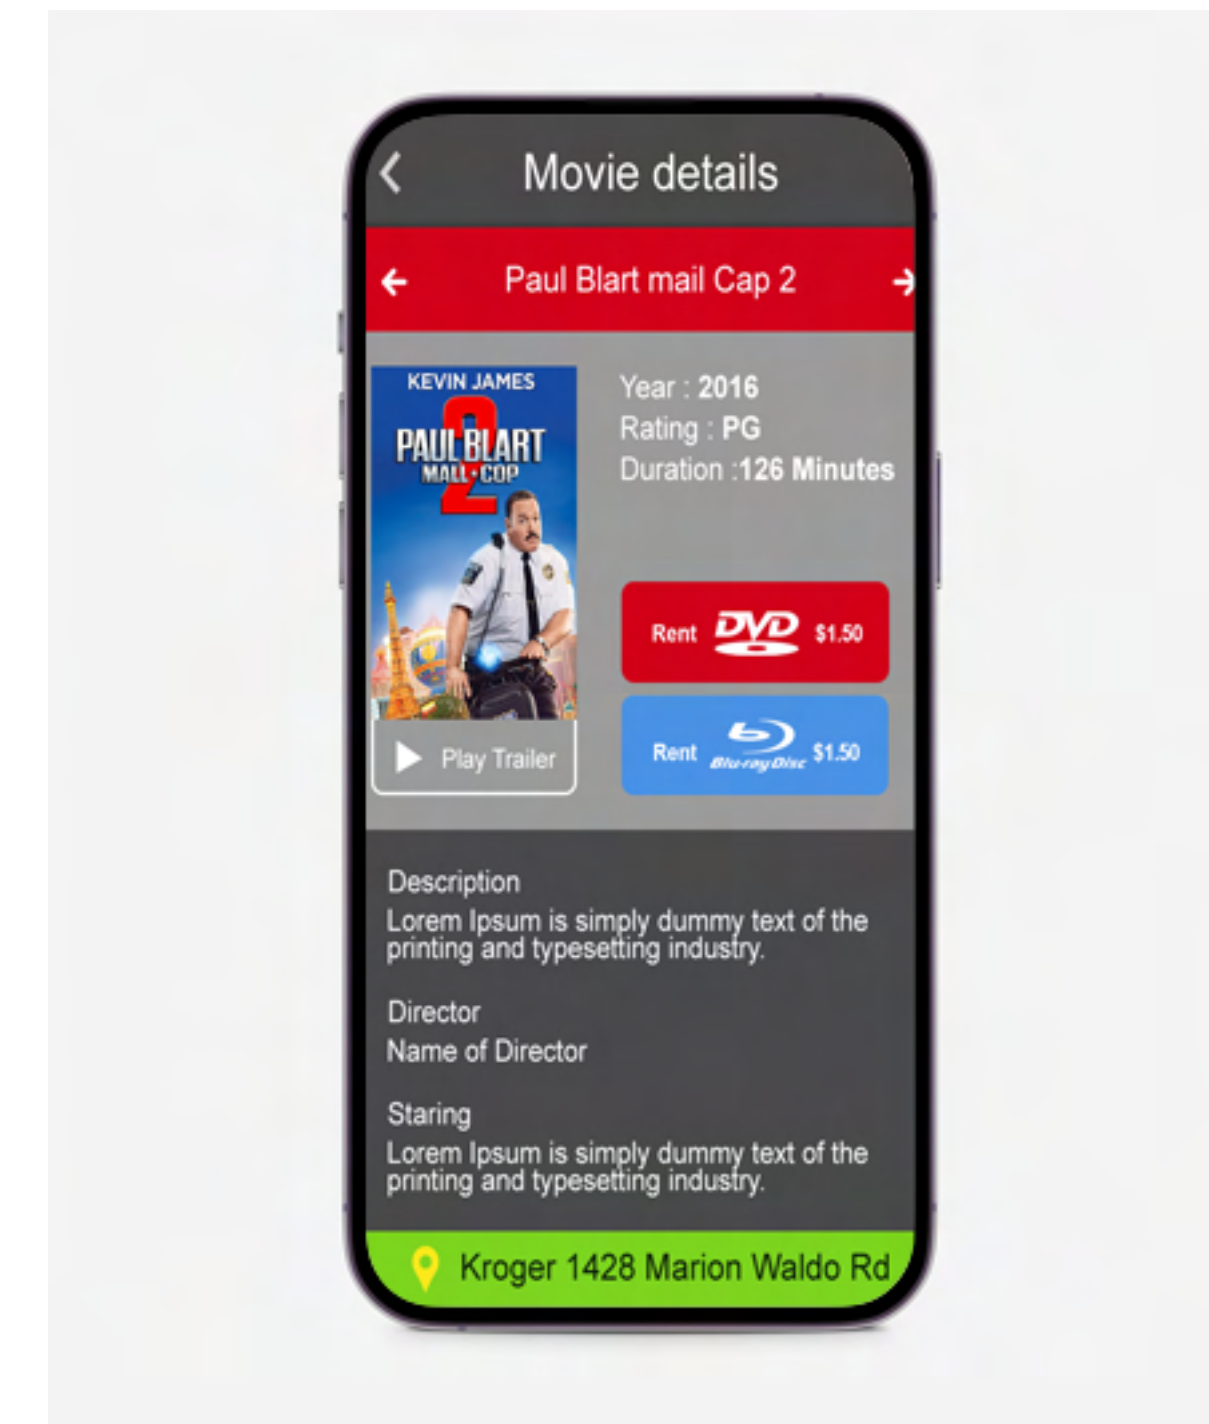 Movie details
Paul Blart mail Cap 2
KEVIN JAMES
2
PAUL BLART
MALL•COP
Year : 2016
Rating : PG
Duration :126 Minutes
Rent DVD $1.50
Rent Blu-ray Disc $1.50
Play Trailer
Description
Lorem Ipsum is simply dummy text of the
printing and typesetting industry.
Director
Name of Director
Staring
Lorem Ipsum is simply dummy text of the
printing and typesetting industry.
Kroger 1428 Marion Waldo Rd